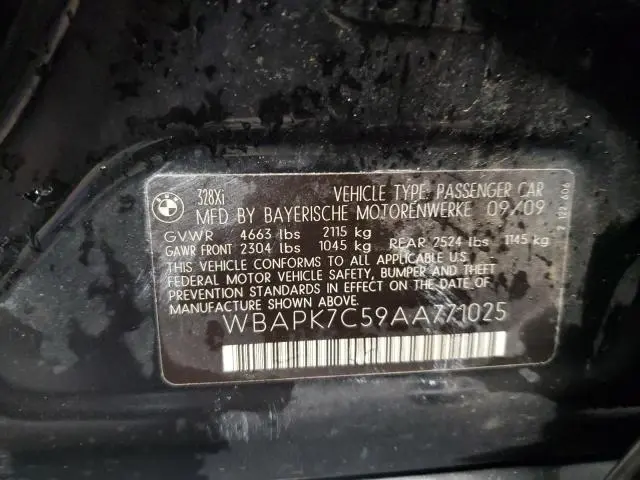 BMW
328Xi
VEHICLE TYPE: PASSENGER CAR
MFD BY BAYERISCHE MOTORENWERKE 09/09
GVWR 4663 lbs 2115 kg
GAWR FRONT 2304 lbs 1045 kg REAR 2524 lbs 1145 kg
THIS VEHICLE CONFORMS TO ALL APPLICABLE U.S.
FEDERAL MOTOR VEHICLE SAFETY, BUMPER AND THEFT
PREVENTION STANDARDS IN EFFECT ON THE DATE OF
MANUFACTURE SHOWN ABOVE.
WBAPK7C59AA771025